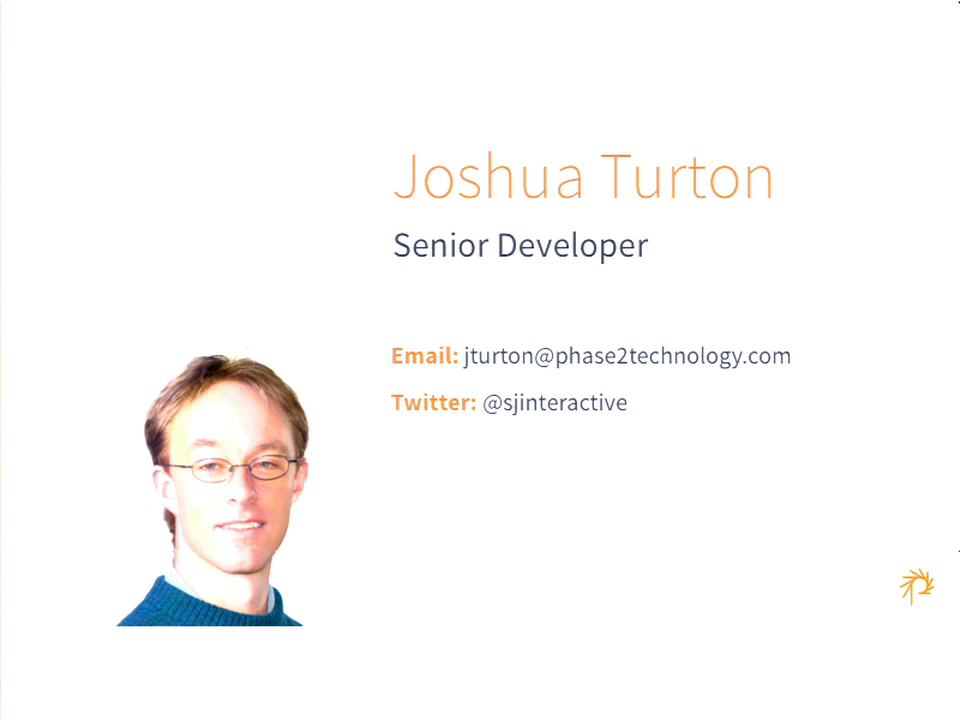 Joshua Turton
Senior Developer
Email: jturton@phase2technology.com
Twitter: @sjinteractive